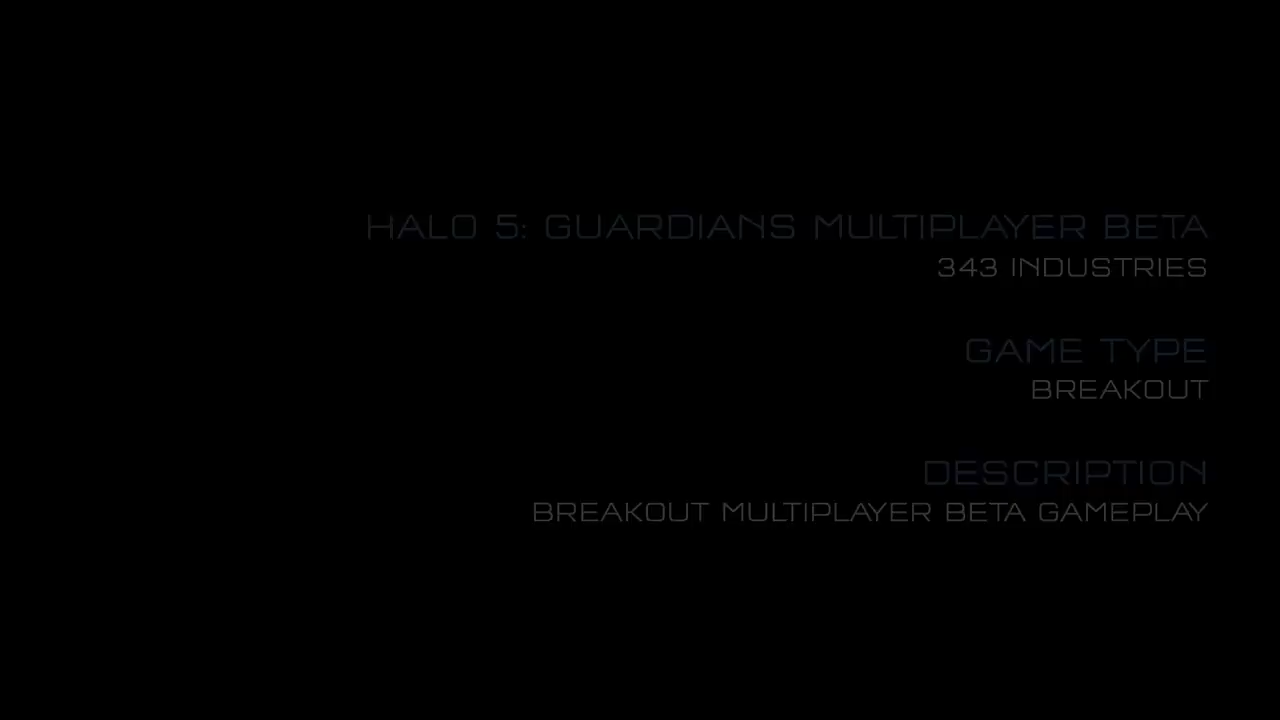 HALO 5: GUARDIANS MULTIPLAYER BETA
343 INDUSTRIES
GAME TYPE
BREAKOUT
DESCRIPTION
BREAKOUT MULTIPLAYER BETA GAMEPLAY